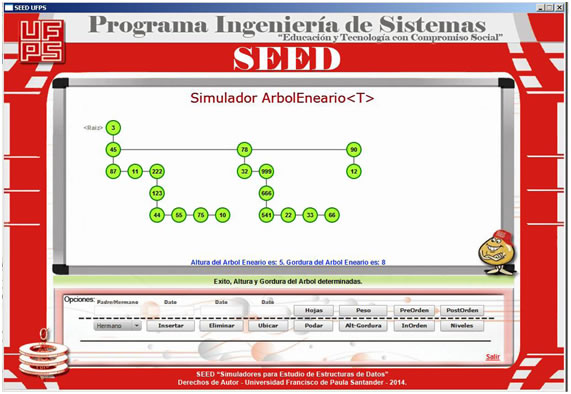 SEED UFPS
Programa Ingeniería de Sistemas
"Educación y Tecnología con Compromiso Social"
UF
PS
SEED
Simulador ArbolEneario<T>
<Raíz> 3
45 78 90
87 11 222 32 999 12
123 666
44 55 75 10 541 22 33 66
Altura del Arbol Eneario es: 5. Gordura del Arbol Eneario es: 8
Exito, Altura y Gordura del Arbol determinadas.
Opciones: Padre/Hermano Dato Dato Dato
Hojas Peso PreOrden PostOrden
Hermano Insertar Eliminar Ubicar Podar Alt-Gordura InOrden Niveles
Salir
SEED "Simuladores para Estudio de Estructuras de Datos"
Derechos de Autor - Universidad Francisco de Paula Santander - 2014.